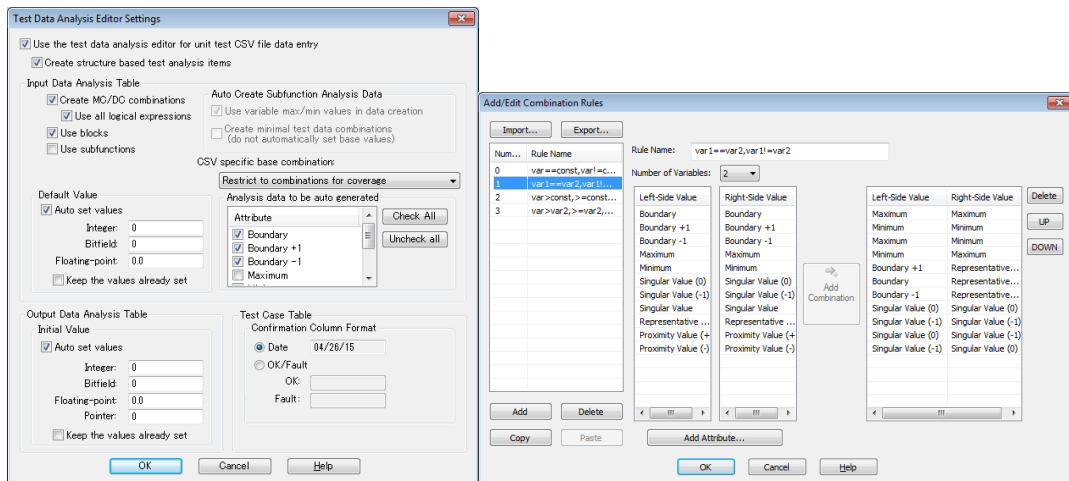 Test Data Analysis Editor Settings
Use the test data analysis editor for unit test CSV file data entry
Create structure based test analysis items
Input Data Analysis Table
Create MC/DC combinations
Use all logical expressions
Use blocks
Use subfunctions
Auto Create Subfunction Analysis Data
Use variable max/min values in data creation
Create minimal test data combinations
(do not automatically set base values)
CSV specific base combination:
Restrict to combinations for coverage
Default Value
Auto set values
Integer: 0
Bitfield: 0
Floating-point: 0.0
Keep the values already set
Analysis data to be auto generated
Attribute
Boundary
Boundary +1
Boundary -1
Maximum
Check All
Uncheck all
Output Data Analysis Table
Initial Value
Auto set values
Integer: 0
Bitfield: 0
Floating-point: 0.0
Pointer: 0
Keep the values already set
Test Case Table
Confirmation Column Format
Date 04/26/15
OK/Fault
OK:
Fault:
OK Cancel Help
Add/Edit Combination Rules
Import... Export...
Num... Rule Name
0 var==const,var!=c...
1 var1==var2,var1!...
2 var>const,>=const...
3 var>var2,>=var2,...
Add Delete
Copy Paste
Rule Name: var1==var2,var1!=var2
Number of Variables: 2
Left-Side Value Right-Side Value
Boundary Boundary
Boundary +1 Boundary +1
Boundary -1 Boundary -1
Maximum Maximum
Minimum Minimum
Singular Value (0) Singular Value (0)
Singular Value (-1) Singular Value (-1)
Singular Value Singular Value
Representative ... Representative ...
Proximity Value (+ Proximity Value (+
Proximity Value (-) Proximity Value (-)
Add Attribute...
Add
Combination
Left-Side Value Right-Side Value
Maximum Maximum
Minimum Minimum
Maximum Minimum
Minimum Maximum
Boundary +1 Representative...
Boundary Representative...
Boundary -1 Representative...
Singular Value (0) Singular Value (0)
Singular Value (-1) Singular Value (-1)
Singular Value (0) Singular Value (-1)
Singular Value (-1) Singular Value (0)
Delete
UP
DOWN
OK Cancel Help